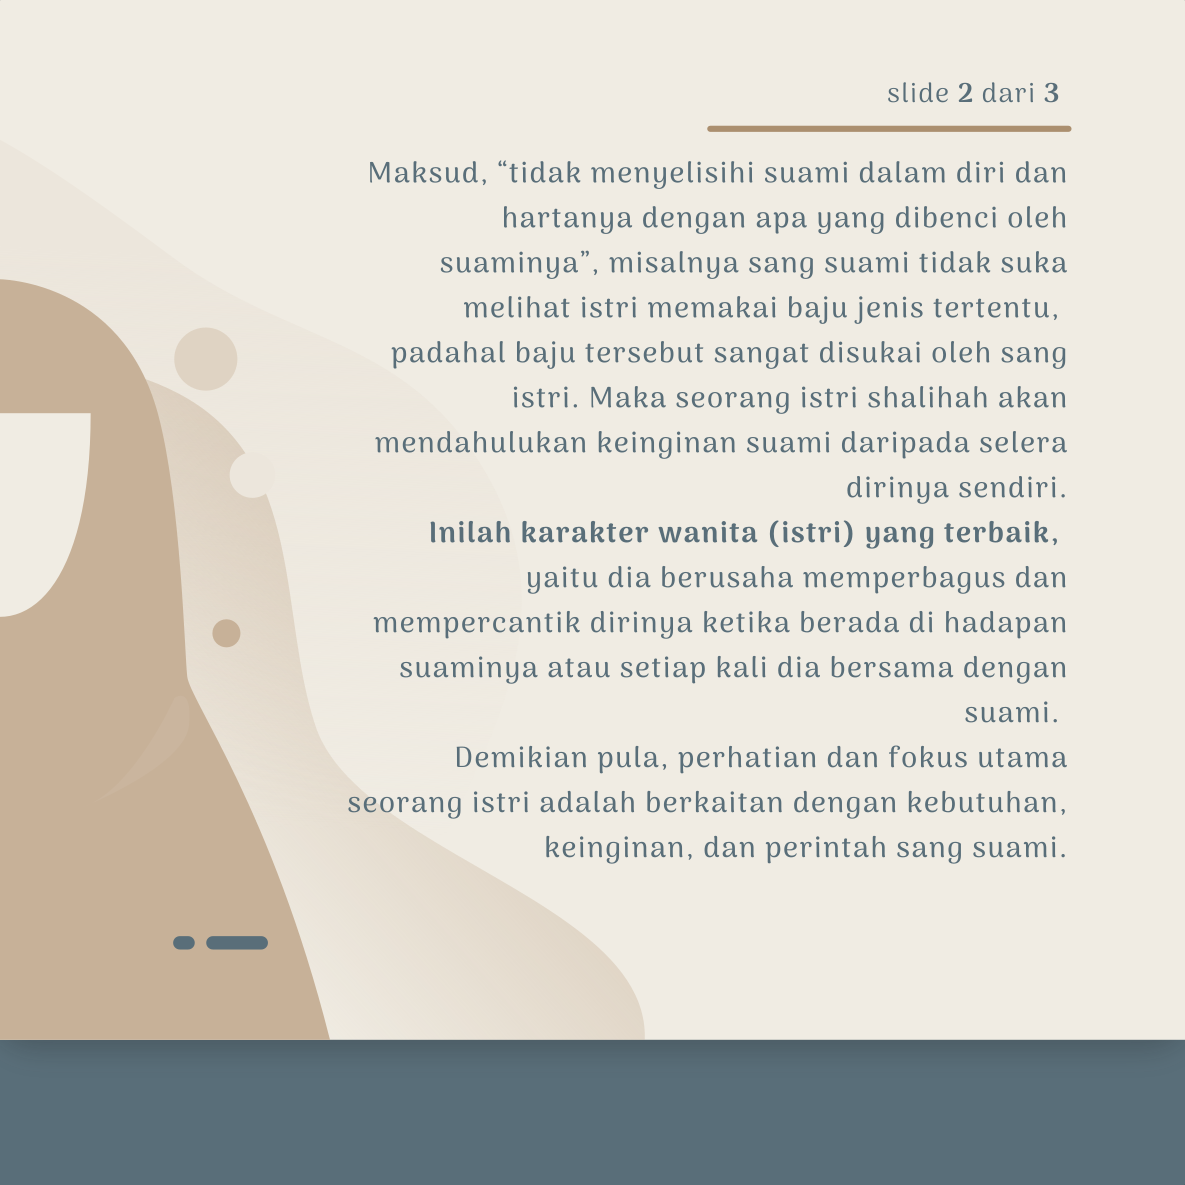 slide 2 dari 3
Maksud, “tidak menyelisihi suami dalam diri dan
hartanya dengan apa yang dibenci oleh
suaminya”, misalnya sang suami tidak suka
melihat istri memakai baju jenis tertentu,
padahal baju tersebut sangat disukai oleh sang
istri. Maka seorang istri shalihah akan
mendahulukan keinginan suami daripada selera
dirinya sendiri.
Inilah karakter wanita (istri) yang terbaik,
yaitu dia berusaha memperbagus dan
mempercantik dirinya ketika berada di hadapan
suaminya atau setiap kali dia bersama dengan
suami.
Demikian pula, perhatian dan fokus utama
seorang istri adalah berkaitan dengan kebutuhan,
keinginan, dan perintah sang suami.